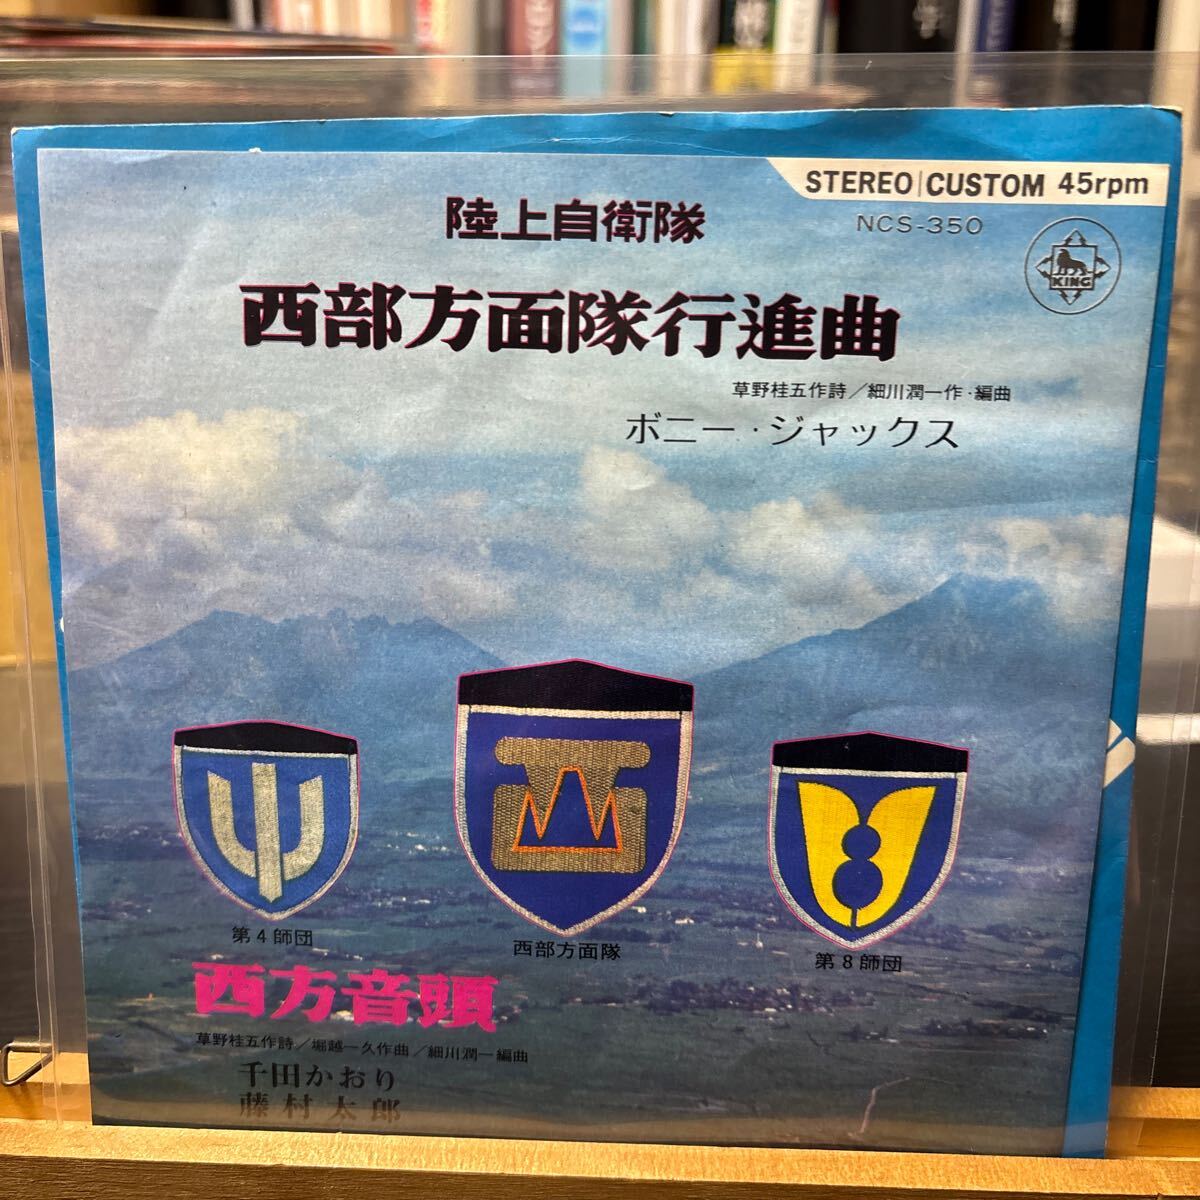 STEREO|CUSTOM 45rpm
NCS-350
KING
陸上自衛隊
西部方面隊行進曲
草野桂五作詩/細川潤一作・編曲
ボニー・ジャックス
第4師団
西部方面隊
第8師団
西方音頭
草野桂五作詩/堀越一久作曲/細川潤一編曲
千田かおり
藤村太郎